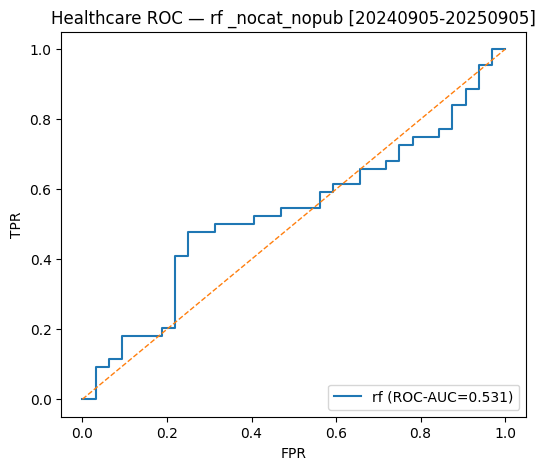 Healthcare ROC — rf _nocat_nopub [20240905-20250905]
1.0
0.8
0.6
0.4
0.2
0.0
TPR
rf (ROC-AUC=0.531)
0.0 0.2 0.4 0.6 0.8 1.0
FPR